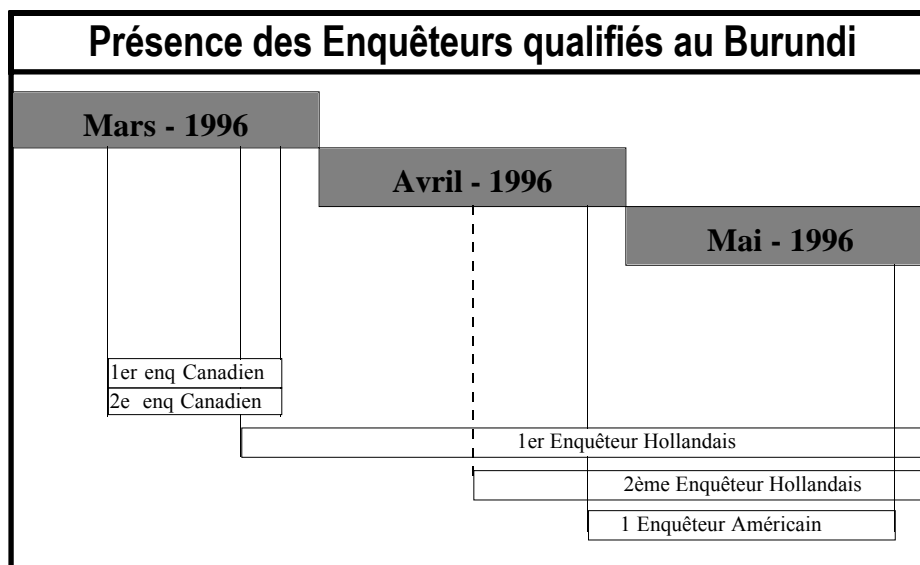 Présence des Enquêteurs qualifiés au Burundi
Mars - 1996
Avril - 1996
Mai - 1996
1er enq Canadien
2e enq Canadien
1er Enquêteur Hollandais
2ème Enquêteur Hollandais
1 Enquêteur Américain